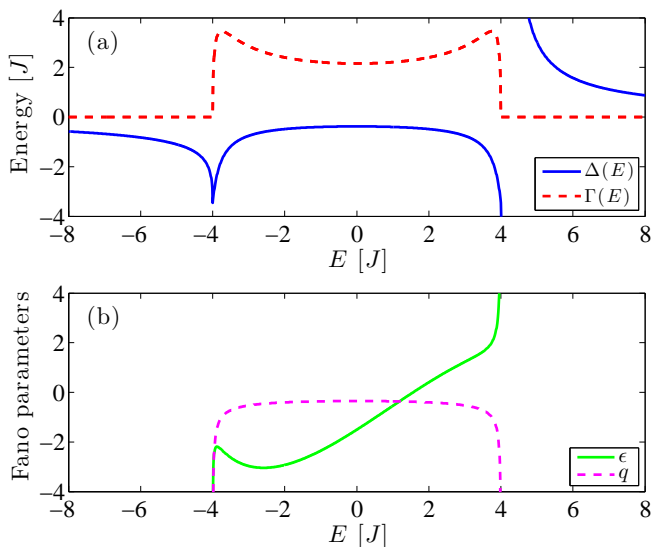 (a)
Energy [J]
4
2
0
−2
−4
Δ(E)
Γ(E)
−8 −6 −4 −2 0 2 4 6 8
E [J]
(b)
Fano parameters
4
2
0
−2
−4
ϵ
q
−8 −6 −4 −2 0 2 4 6 8
E [J]